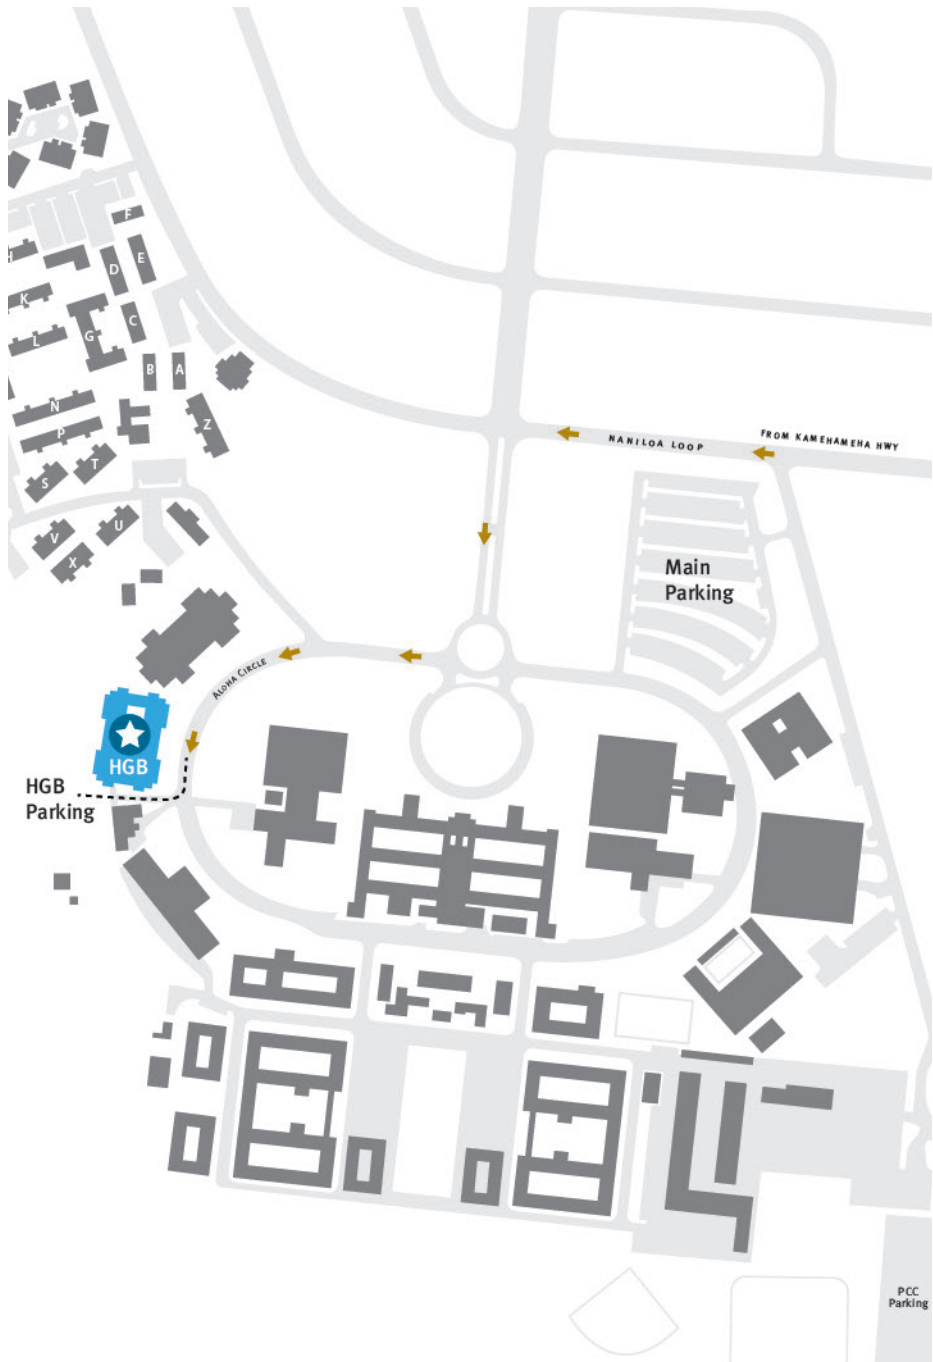 F
E
D
H
K
C
G
L
B
A
N
Z
P
T
S
U
V
X
FROM KAMEHAMEHA HWY
NANILOA LOOP
Main
Parking
ALOHA CIRCLE
HGB
HGB
Parking
PCC
Parking